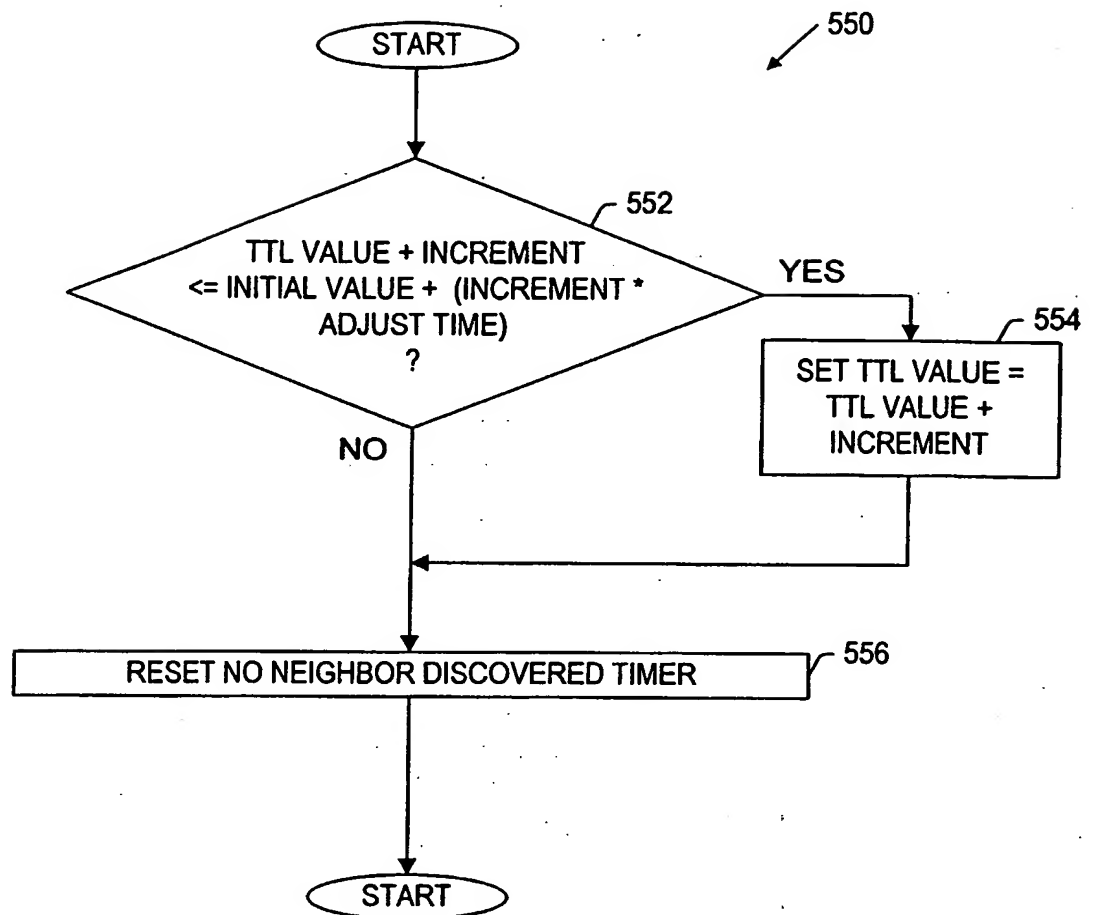 START
550
552
TTL VALUE + INCREMENT
<= INITIAL VALUE + (INCREMENT *
ADJUST TIME)
?
YES
554
SET TTL VALUE =
TTL VALUE +
INCREMENT
NO
556
RESET NO NEIGHBOR DISCOVERED TIMER
START